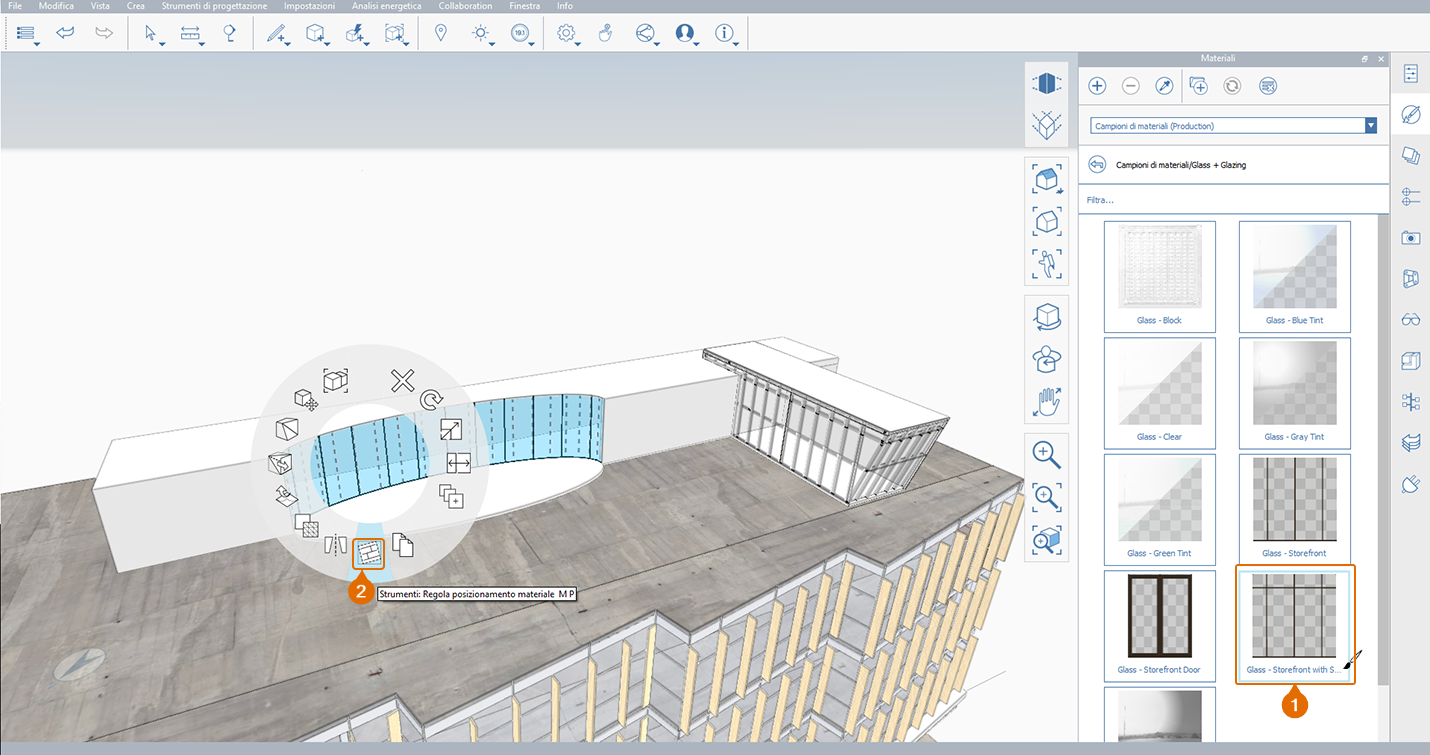 File Modifica Vista Crea Strumenti di progettazione Impostazioni Analisi energetica Collaboration Finestra Info
19.1
Materiali
Campioni di materiali (Production)
Campioni di materiali/Glass + Glazing
Filtra...
Glass - Block
Glass - Blue Tint
Glass - Clear
Glass - Gray Tint
Glass - Green Tint
Glass - Storefront
Glass - Storefront Door
Glass - Storefront with S...
1
2
Strumenti: Regola posizionamento materiale M P